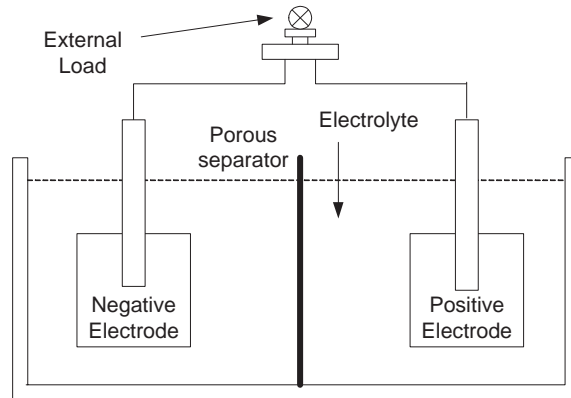 External
Load
Porous
separator
Electrolyte
Negative
Electrode
Positive
Electrode